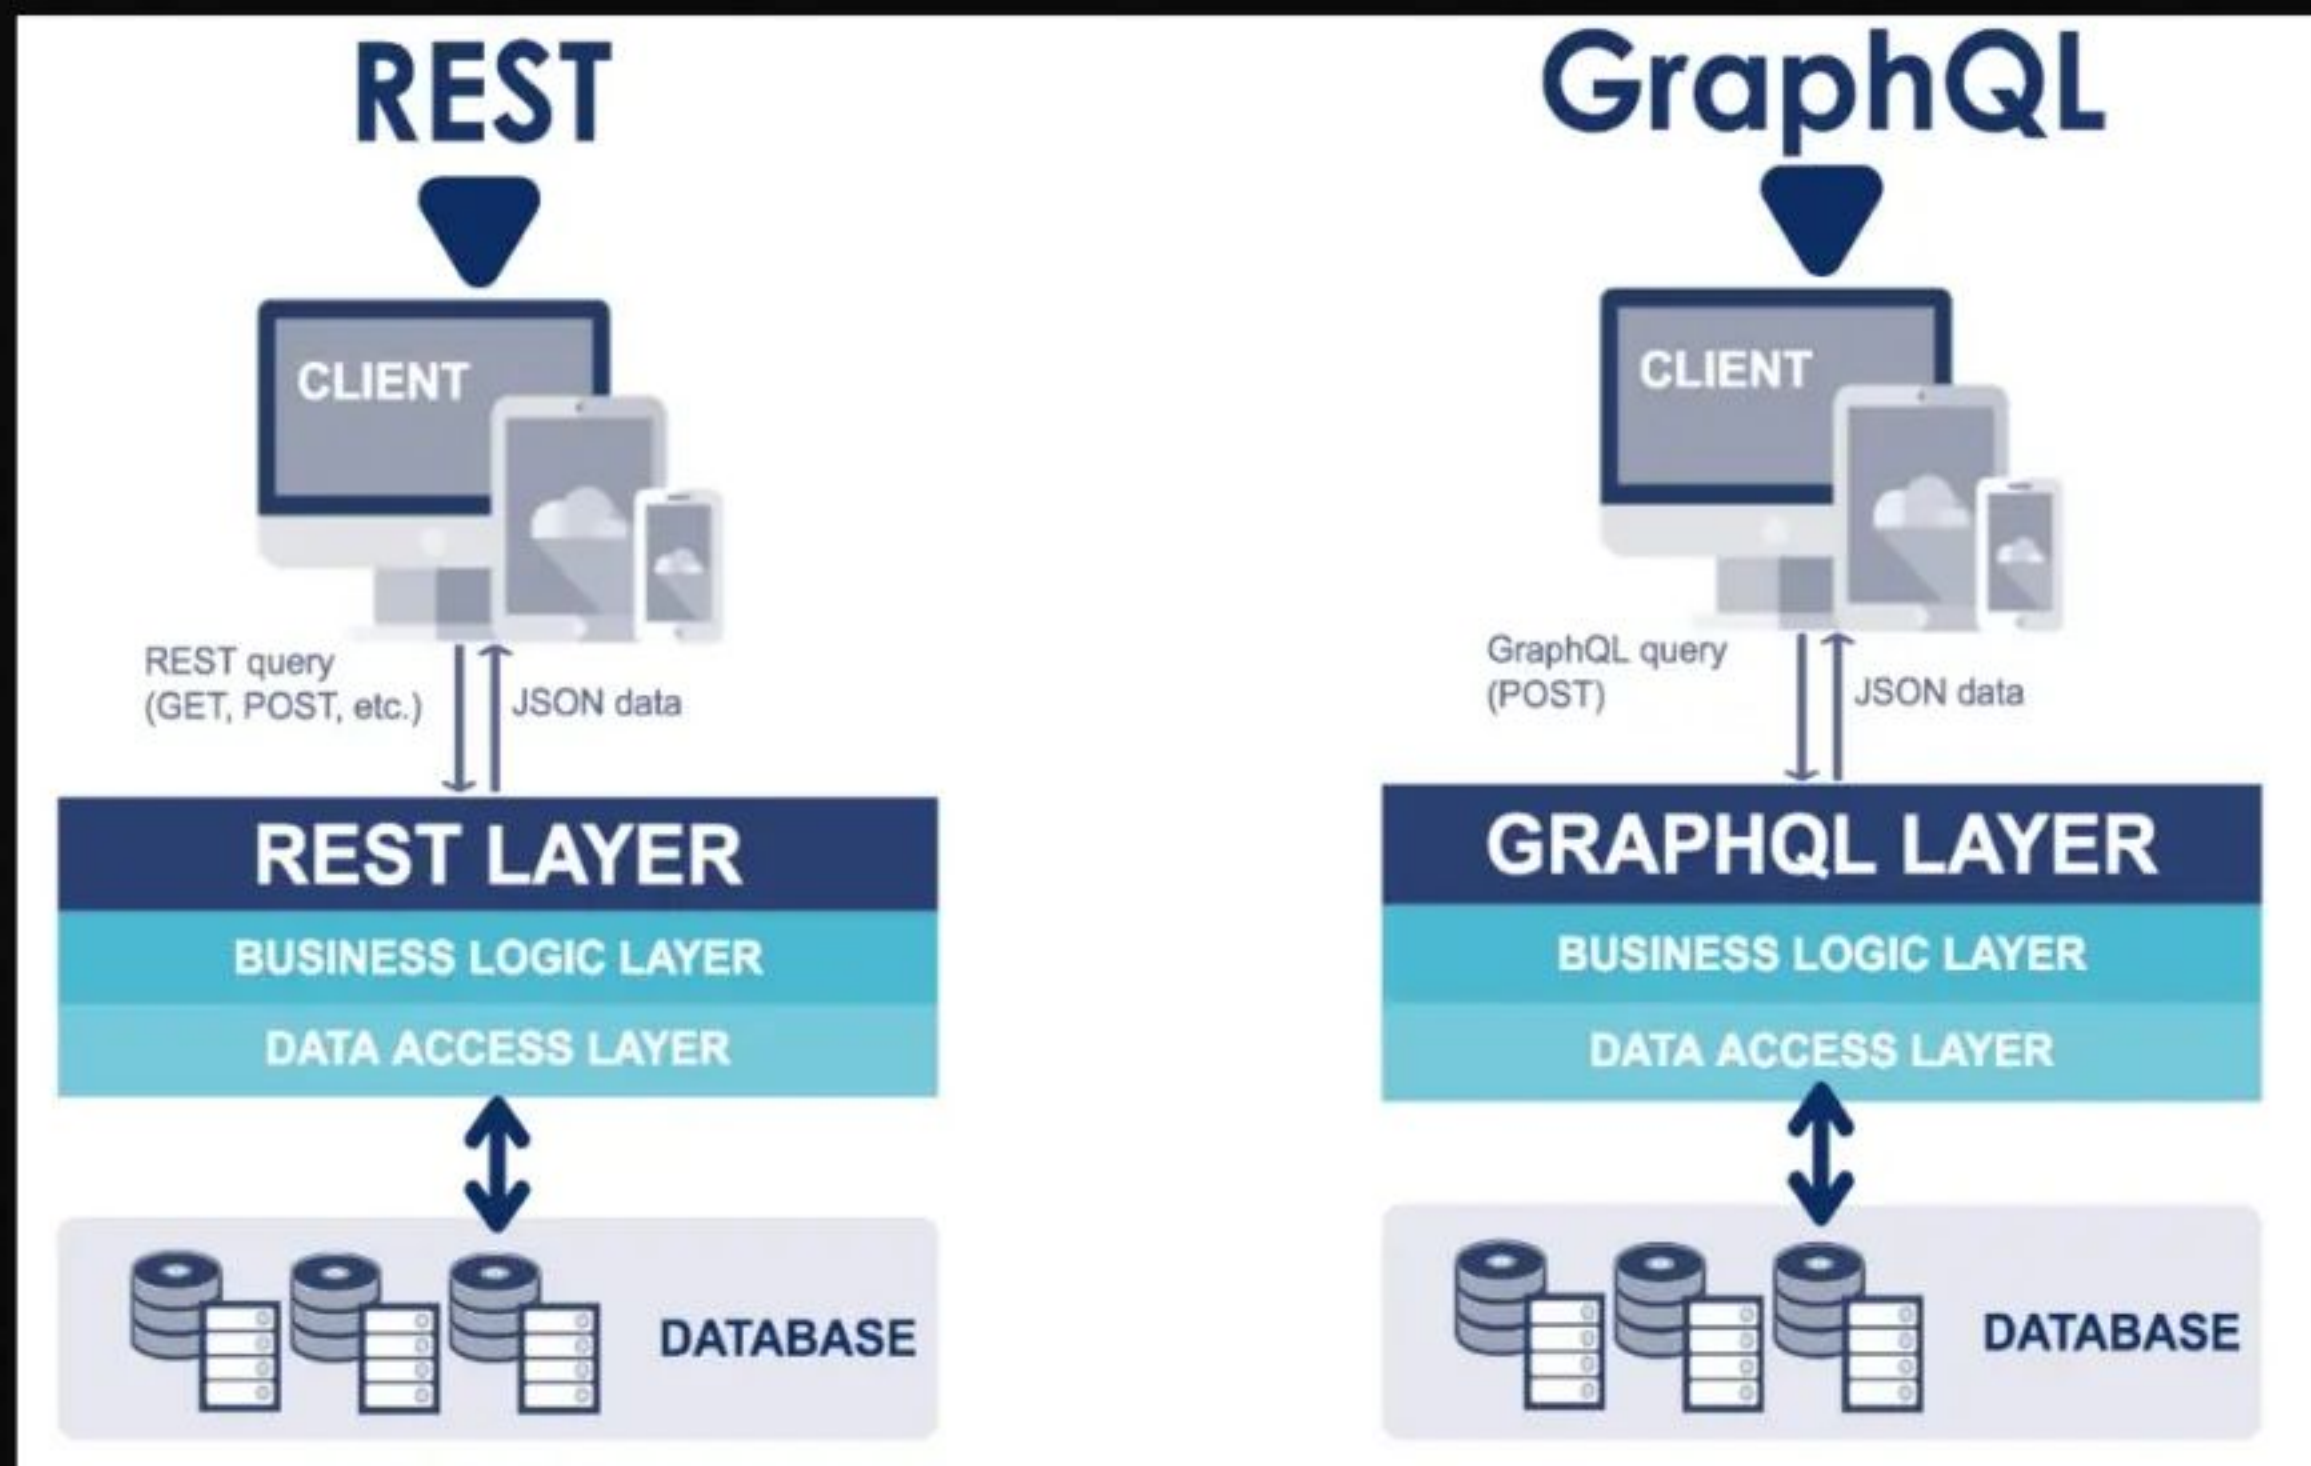 REST
CLIENT
REST query
(GET, POST, etc.)
JSON data
REST LAYER
BUSINESS LOGIC LAYER
DATA ACCESS LAYER
DATABASE
GraphQL
CLIENT
GraphQL query
(POST)
JSON data
GRAPHQL LAYER
BUSINESS LOGIC LAYER
DATA ACCESS LAYER
DATABASE